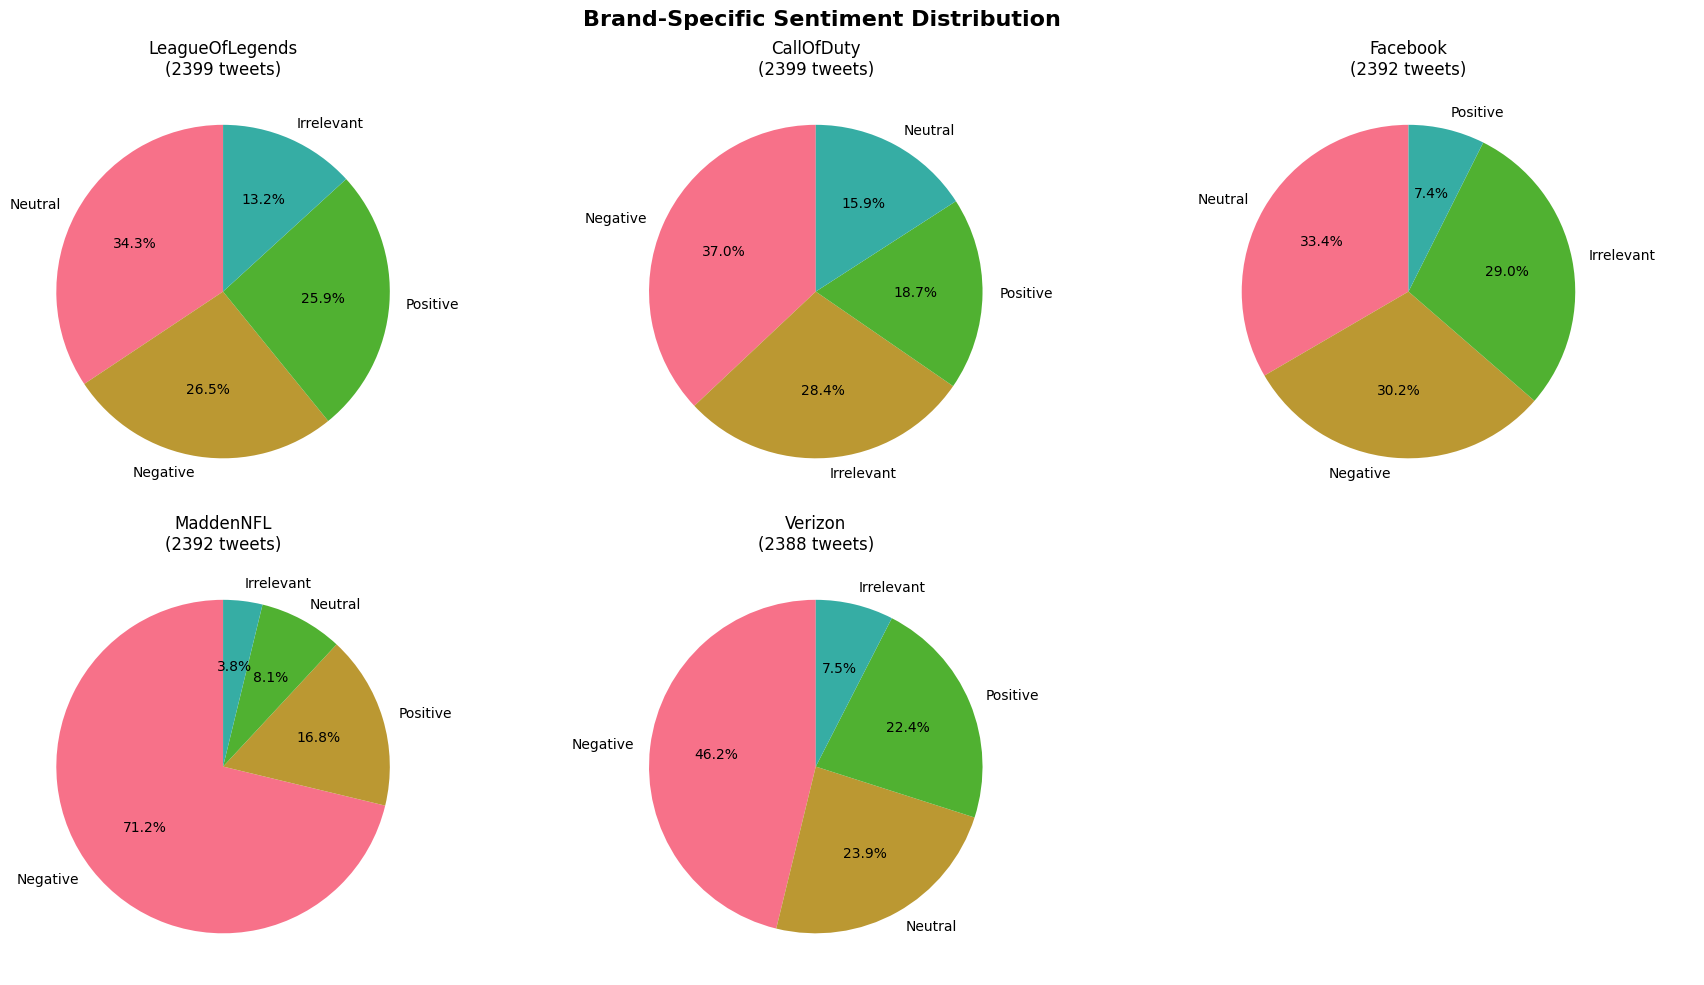 Brand-Specific Sentiment Distribution
LeagueOfLegends
(2399 tweets)
Irrelevant
13.2%
Neutral
34.3%
25.9%
Positive
26.5%
Negative
CallOfDuty
(2399 tweets)
Neutral
15.9%
Negative
37.0%
18.7%
Positive
28.4%
Irrelevant
Facebook
(2392 tweets)
Positive
7.4%
Neutral
33.4%
29.0%
Irrelevant
30.2%
Negative
MaddenNFL
(2392 tweets)
Irrelevant
Neutral
3.8%
8.1%
Positive
16.8%
71.2%
Negative
Verizon
(2388 tweets)
Irrelevant
7.5%
Positive
22.4%
Negative
46.2%
23.9%
Neutral